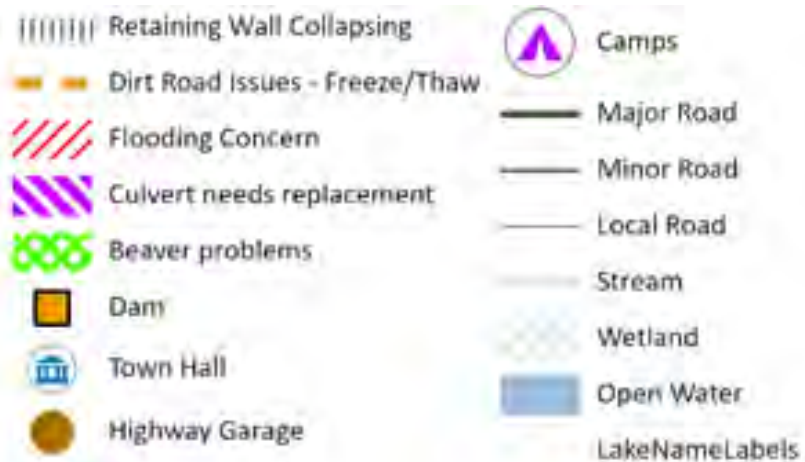 Retaining Wall Collapsing
Dirt Road Issues - Freeze/Thaw
Flooding Concern
Culvert needs replacement
Beaver problems
Dam
Town Hall
Highway Garage
Camps
Major Road
Minor Road
Local Road
Stream
Wetland
Open Water
LakeNameLabels